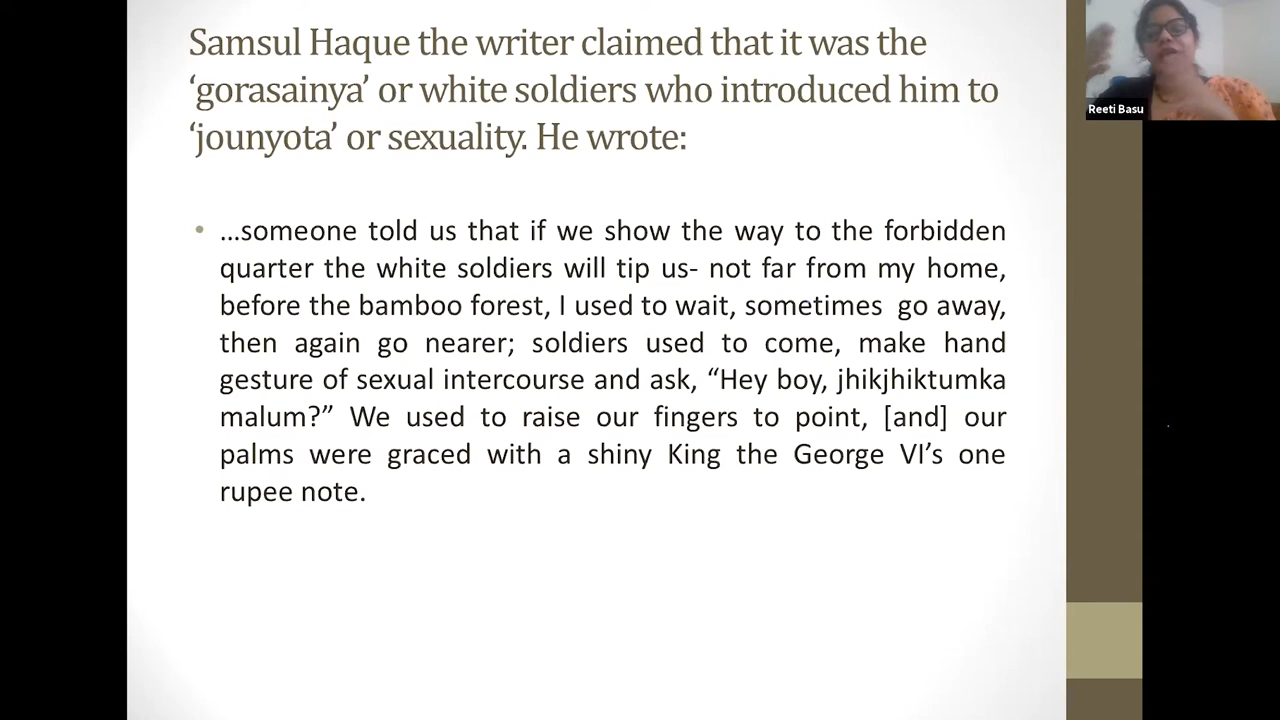 Samsul Haque the writer claimed that it was the
‘gorasainya’ or white soldiers who introduced him to
‘jounyota’ or sexuality. He wrote:
• …someone told us that if we show the way to the forbidden
quarter the white soldiers will tip us- not far from my home,
before the bamboo forest, I used to wait, sometimes go away,
then again go nearer; soldiers used to come, make hand
gesture of sexual intercourse and ask, “Hey boy, jhikjhiktumka
malum?” We used to raise our fingers to point, [and] our
palms were graced with a shiny King the George VI’s one
rupee note.
Reeti Basu